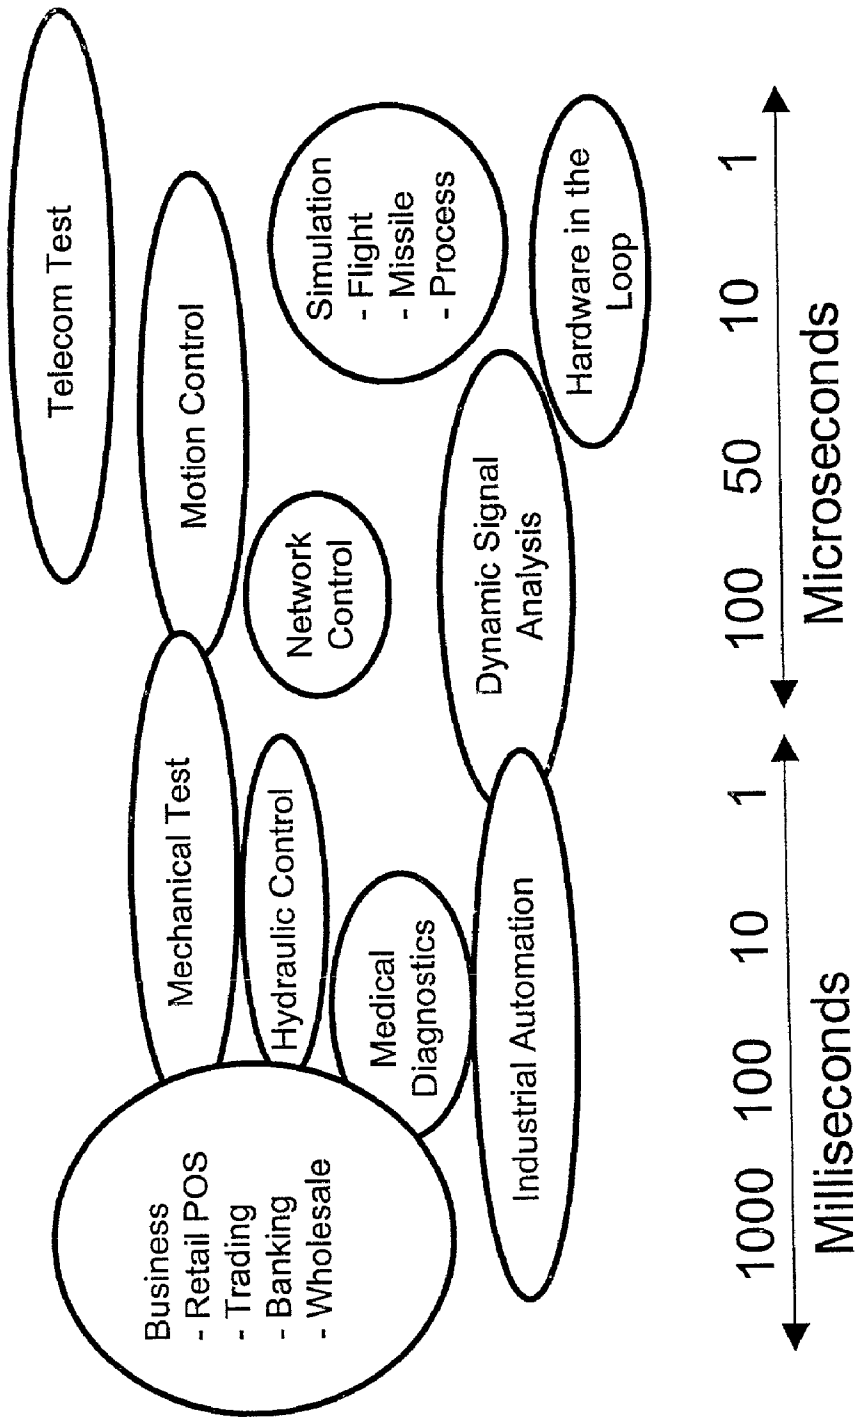 Business
- Retail POS
- Trading
- Banking
- Wholesale
Mechanical Test
Hydraulic Control
Medical
Diagnostics
Industrial Automation
Motion Control
Network
Control
Dynamic Signal
Analysis
Telecom Test
Simulation
- Flight
- Missile
- Process
Hardware in the
Loop
1000 100 10 1
Milliseconds
100 50 10 1
Microseconds